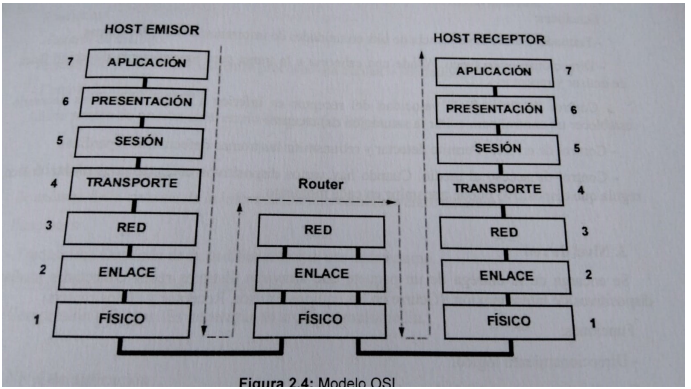 HOST EMISOR
7 APLICACIÓN
6 PRESENTACIÓN
5 SESIÓN
4 TRANSPORTE
3 RED
2 ENLACE
1 FÍSICO
Router
RED
ENLACE
FÍSICO
HOST RECEPTOR
APLICACIÓN 7
PRESENTACIÓN 6
SESIÓN 5
TRANSPORTE 4
RED 3
ENLACE 2
FÍSICO 1
Figura 2.4: Modelo OSI